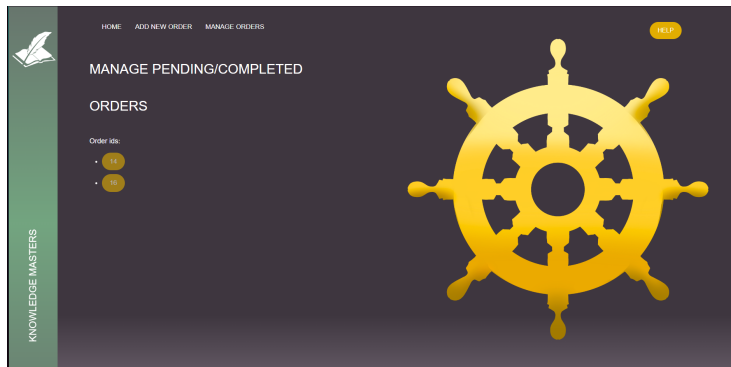 HOME ADD NEW ORDER MANAGE ORDERS
HELP
MANAGE PENDING/COMPLETED
ORDERS
Order ids:
14
16
KNOWLEDGE MASTERS